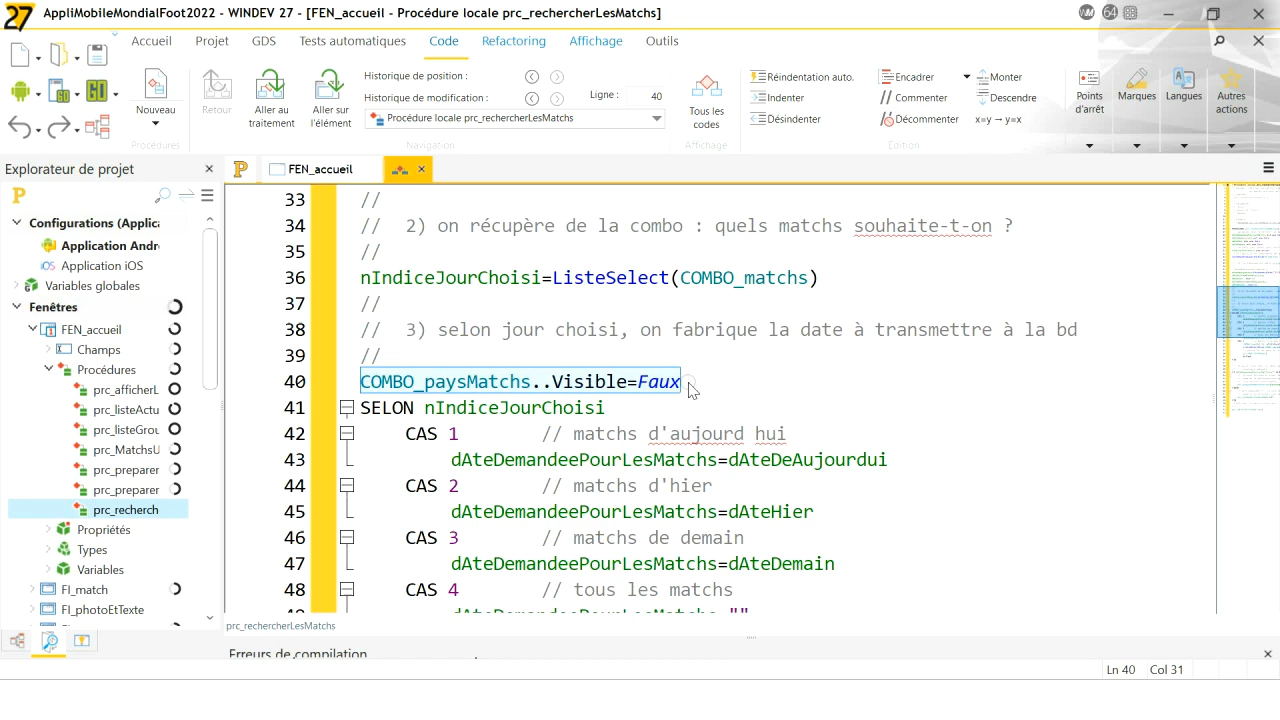 27 AppliMobileMondialFoot2022 - WINDEV 27 - [FEN_accueil - Procédure locale prc_rechercherLesMatchs] WM 64
Accueil Projet GDS Tests automatiques Code Refactoring Affichage Outils
Nouveau
Retour
Aller au traitement
Aller sur l'élément
Historique de position :
Historique de modification :
Ligne : 40
Procédure locale prc_rechercherLesMatchs
Tous les codes
Réindentation auto.
Indenter
Désindenter
Encadrer
Commenter
Décommenter
Monter
Descendre
x=y → y=x
Points d'arrêt
Marques
Langues
Autres actions
Procédures Navigation Affichage Edition
Explorateur de projet
FEN_accueil
Configurations (Applica
Application Andr
Application iOS
Variables globales
Fenêtres
FEN_accueil
Champs
Procédures
prc_afficherL
prc_listeActu
prc_listeGrou
prc_MatchsU
prc_preparer
prc_preparer
prc_recherch
Propriétés
Types
Variables
FI_match
FI_photoEtTexte
33 //
34 // 2) on récupère de la combo : quels matchs souhaite-t-on ?
35 //
36 nIndiceJourChoisi=ListeSelect(COMBO_matchs)
37 //
38 // 3) selon jour choisi, on fabrique la date à transmettre à la bd
39 //
40 COMBO_paysMatchs..Visible=Faux
41 SELON nIndiceJourChoisi
42 CAS 1 // matchs d'aujourd hui
43 dAteDemandeePourLesMatchs=dAteDeAujourdui
44 CAS 2 // matchs d'hier
45 dAteDemandeePourLesMatchs=dAteHier
46 CAS 3 // matchs de demain
47 dAteDemandeePourLesMatchs=dAteDemain
48 CAS 4 // tous les matchs
prc_rechercherLesMatchs
Erreurs de compilation
Ln 40 Col 31